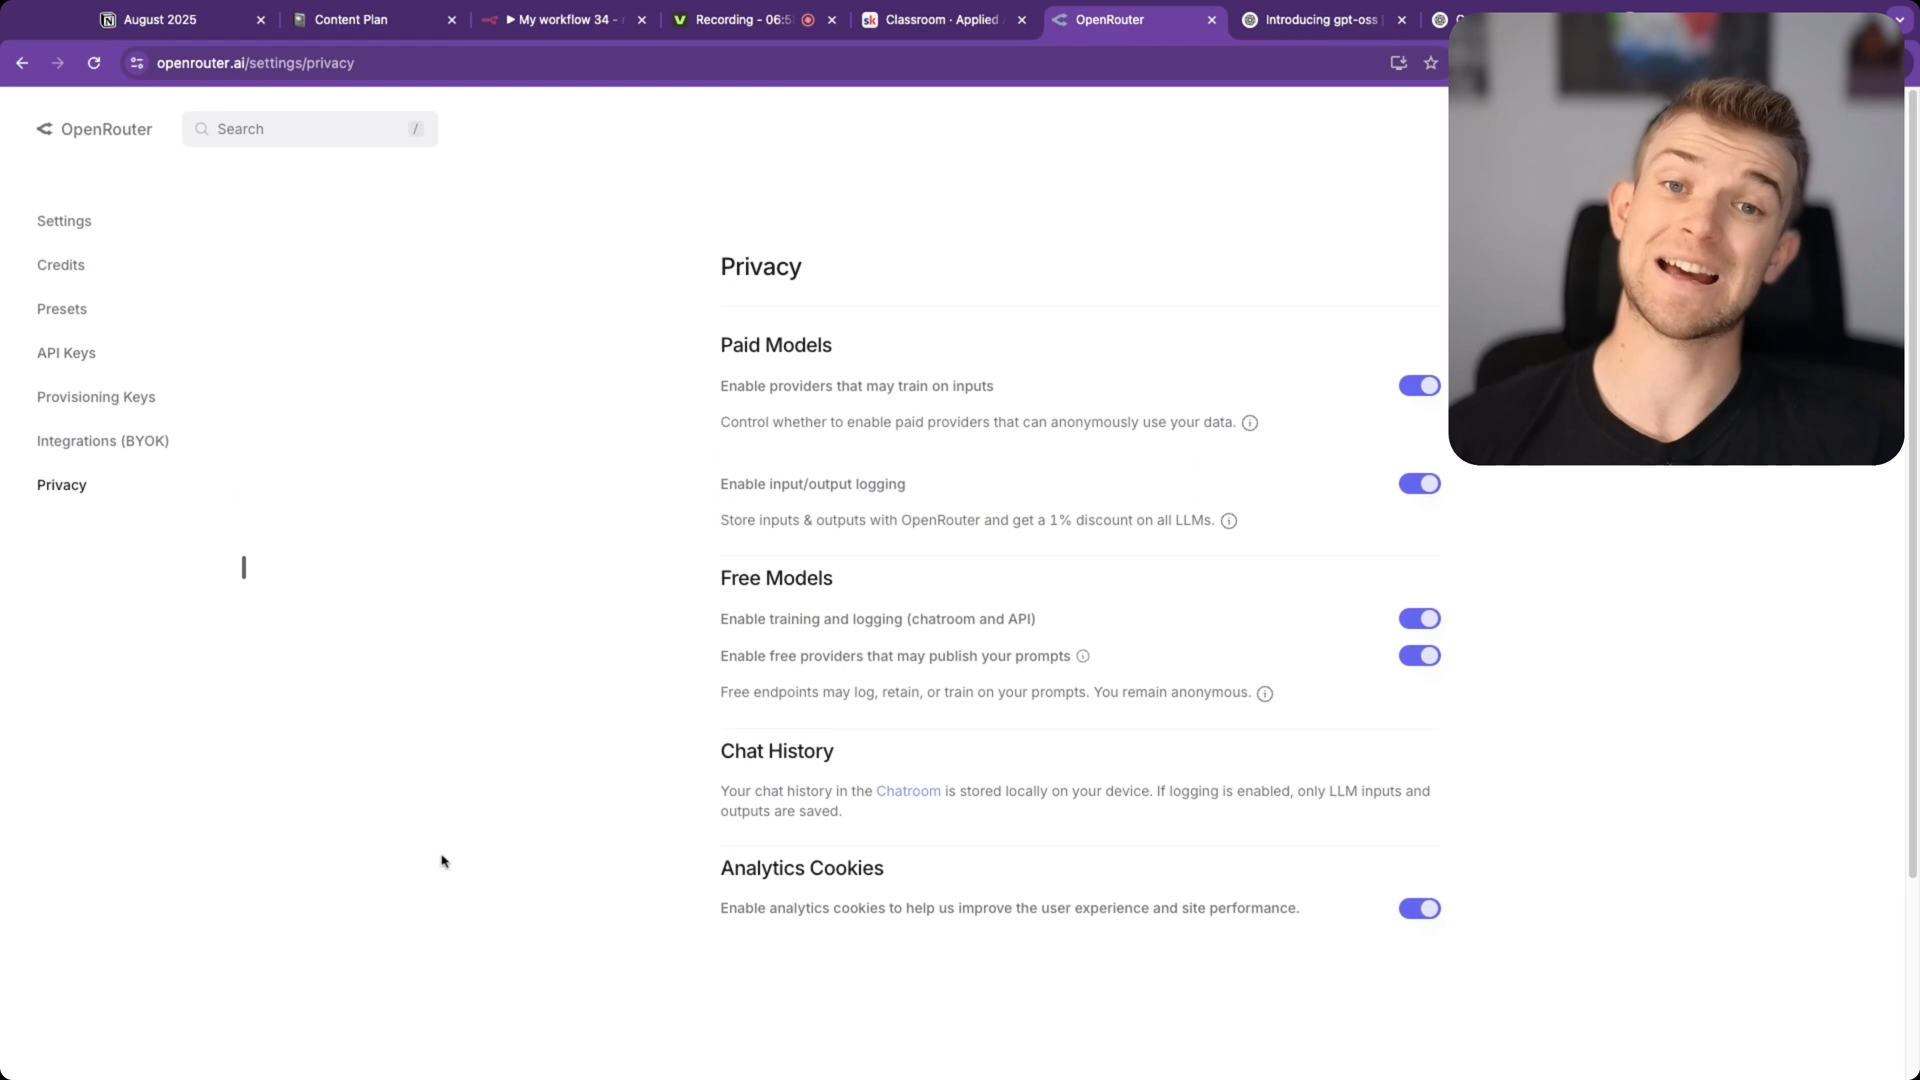 August 2025
Content Plan
My workflow 34 -
Recording - 06:5
sk
Classroom · Applied
OpenRouter
Introducing gpt-oss
openrouter.ai/settings/privacy
OpenRouter
Search
/
Settings
Credits
Presets
API Keys
Provisioning Keys
Integrations (BYOK)
Privacy
Privacy
Paid Models
Enable providers that may train on inputs
Control whether to enable paid providers that can anonymously use your data.
Enable input/output logging
Store inputs & outputs with OpenRouter and get a 1% discount on all LLMs.
Free Models
Enable training and logging (chatroom and API)
Enable free providers that may publish your prompts
Free endpoints may log, retain, or train on your prompts. You remain anonymous.
Chat History
Your chat history in the Chatroom is stored locally on your device. If logging is enabled, only LLM inputs and
outputs are saved.
Analytics Cookies
Enable analytics cookies to help us improve the user experience and site performance.